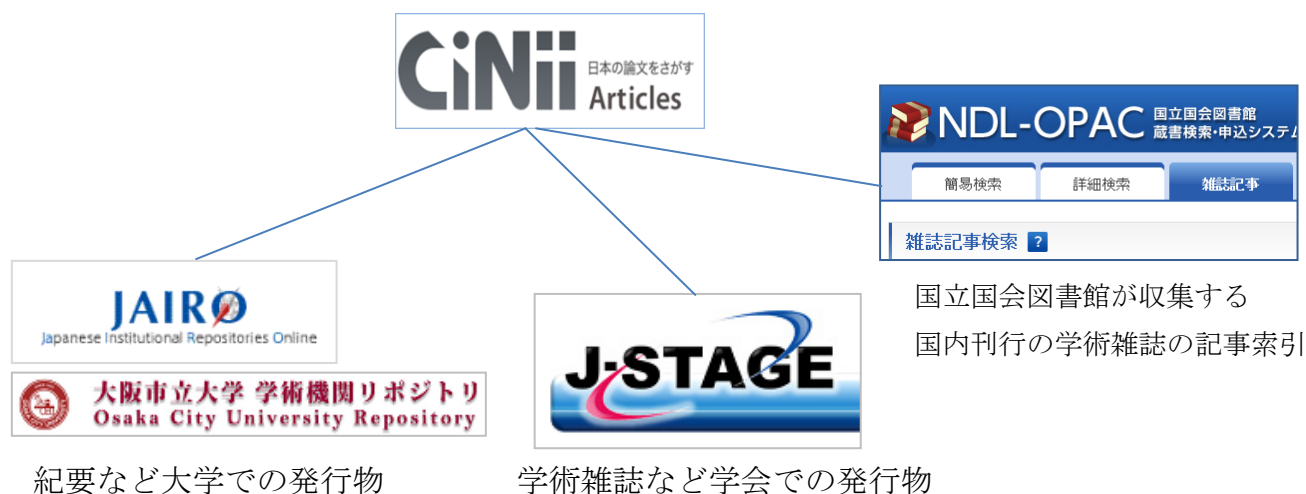 CiNii
日本の論文をさがす
Articles
NDL-OPAC
国立国会図書館
蔵書検索・申込システム
簡易検索
詳細検索
雑誌記事
雑誌記事検索 ?
国立国会図書館が収集する
国内刊行の学術雑誌の記事索引
JAIRO
Japanese Institutional Repositories Online
大阪市立大学 学術機関リポジトリ
Osaka City University Repository
紀要など大学での発行物
J-STAGE
学術雑誌など学会での発行物